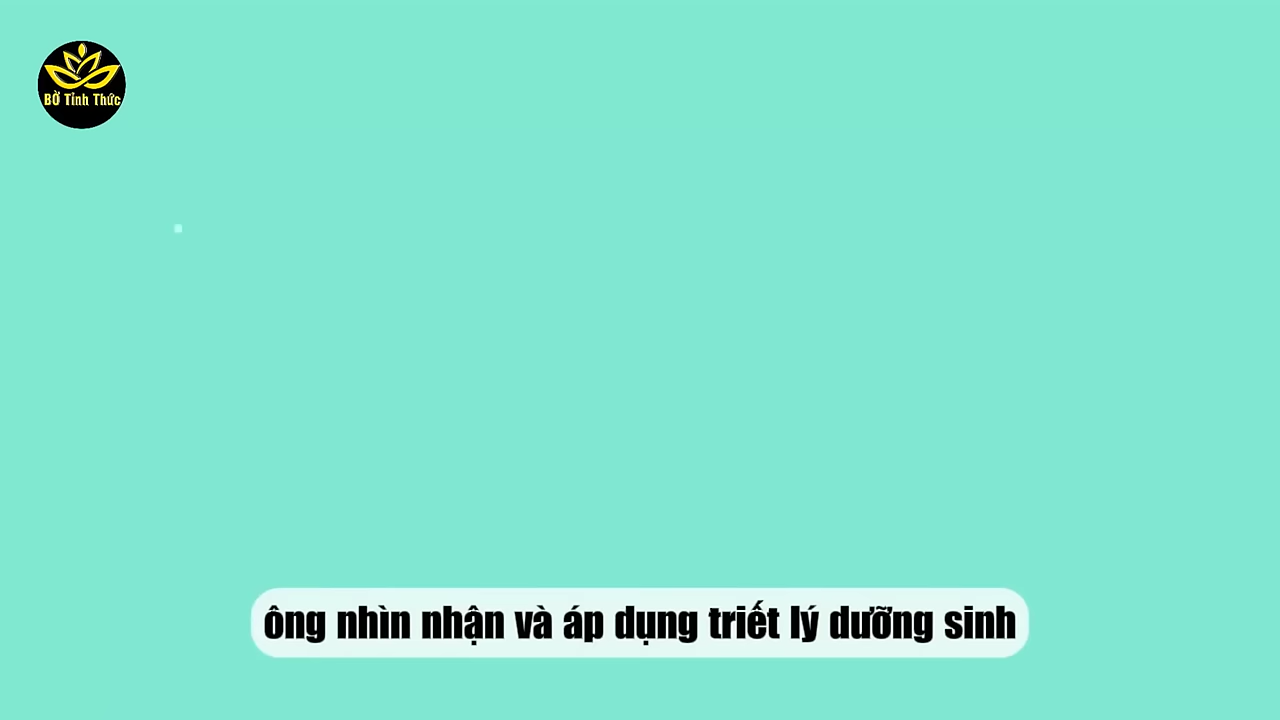 BỜ Tỉnh Thức
ông nhìn nhận và áp dụng triết lý dưỡng sinh